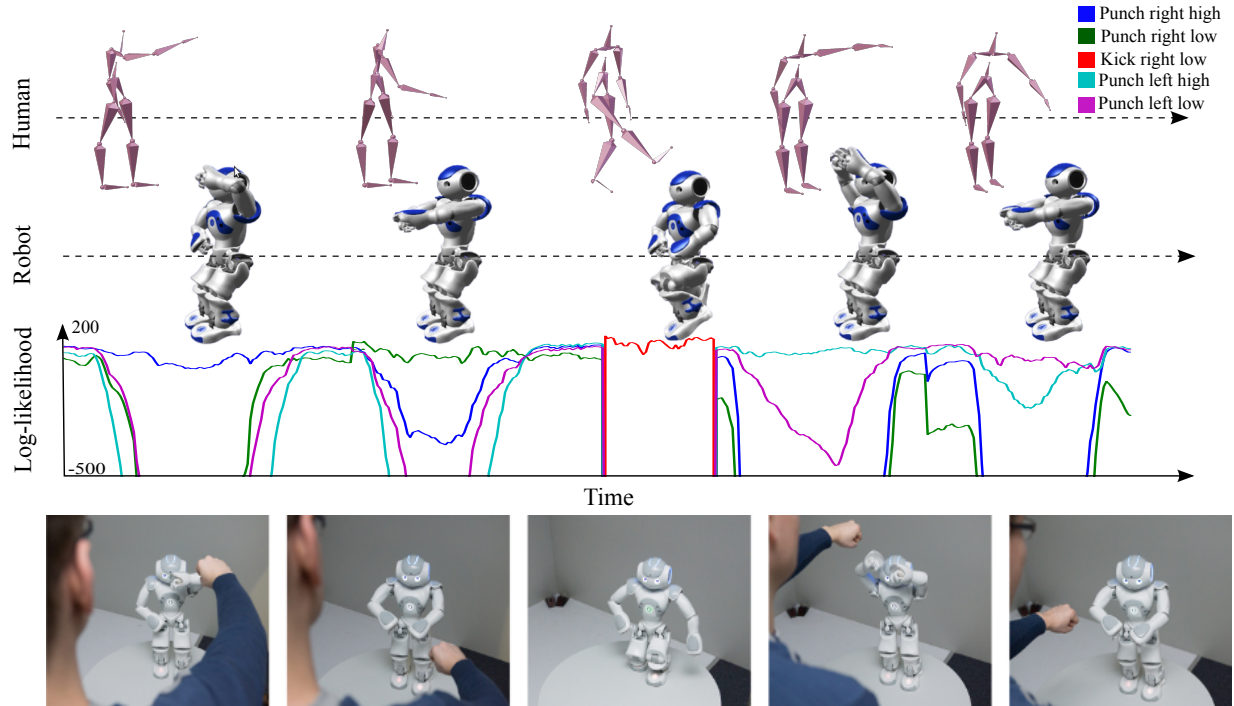 Punch right high
Punch right low
Kick right low
Punch left high
Punch left low
Human
Robot
Log-likelihood
200
-500
Time